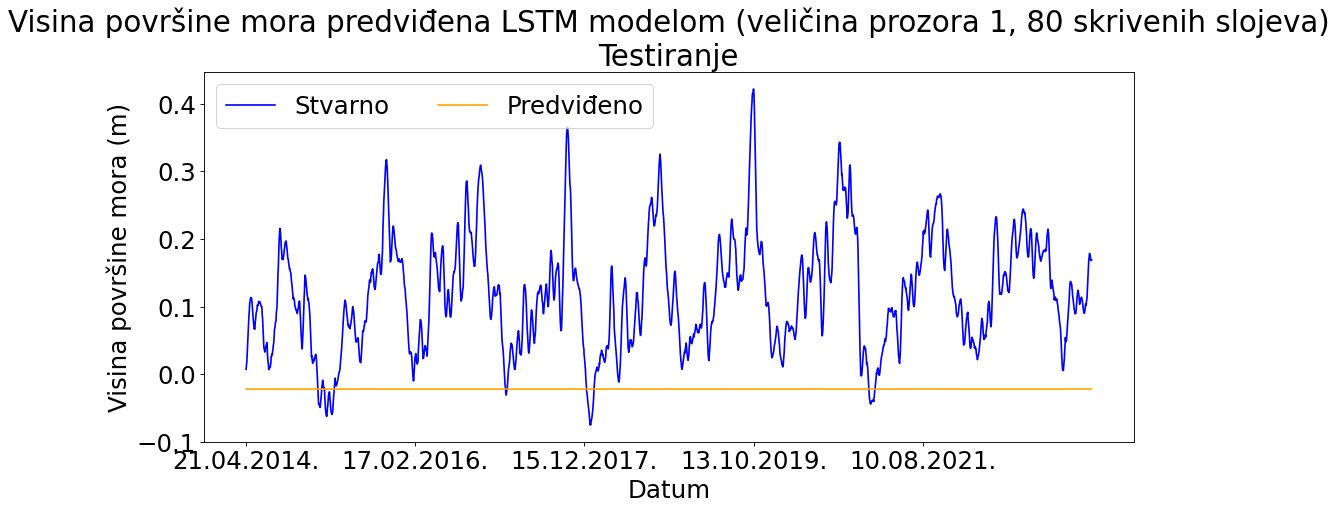 Visina površine mora predviđena LSTM modelom (veličina prozora 1, 80 skrivenih slojeva)
Testiranje
Stvarno Predviđeno
Visina površine mora (m)
0.4
0.3
0.2
0.1
0.0
−0.1
21.04.2014. 17.02.2016. 15.12.2017. 13.10.2019. 10.08.2021.
Datum